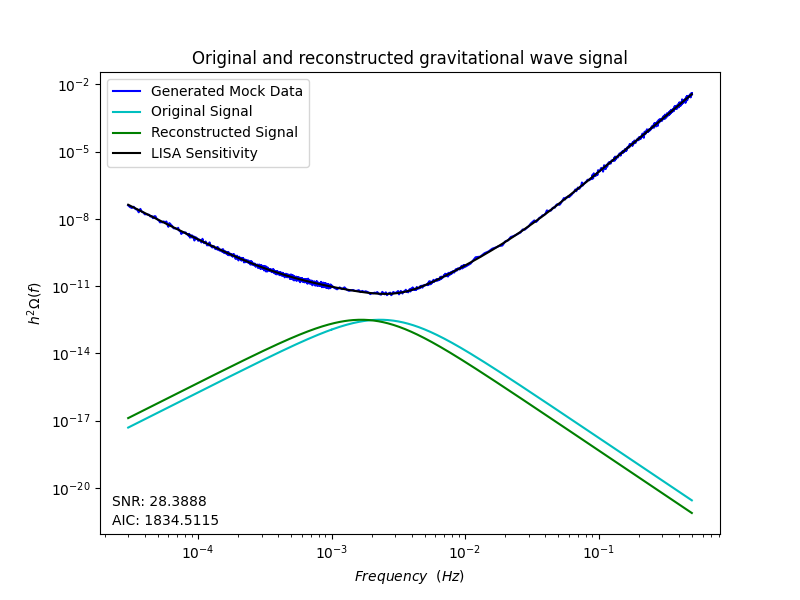 Original and reconstructed gravitational wave signal
Generated Mock Data
Original Signal
Reconstructed Signal
LISA Sensitivity
10⁻²
10⁻⁵
10⁻⁸
10⁻¹¹
10⁻¹⁴
10⁻¹⁷
10⁻²⁰
h²Ω(f)
SNR: 28.3888
AIC: 1834.5115
10⁻⁴ 10⁻³ 10⁻² 10⁻¹
Frequency (Hz)